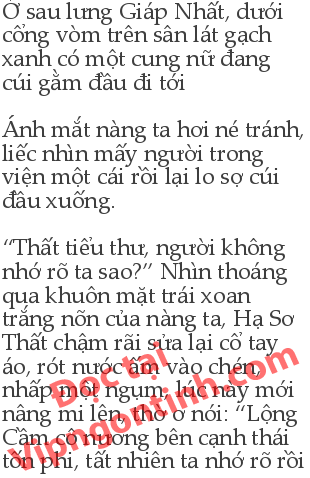 Ở sau lưng Giáp Nhất, dưới
cổng vòm trên sân lát gạch
xanh có một cung nữ đang
cúi gằm đầu đi tới
Ánh mắt nàng ta hơi né tránh,
liếc nhìn mấy người trong
viện một cái rồi lại lo sợ cúi
đầu xuống.
“Thất tiểu thư, người không
nhớ rõ ta sao?” Nhìn thoáng
qua khuôn mặt trái xoan
trắng nõn của nàng ta, Hạ Sơ
Thất chậm rãi sửa lại cổ tay
áo, rót nước ấm vào chén,
nhấp một ngụm, lúc này mới
nâng mi lên, thờ ơ nói: “Lộng
Cầm cô nương bên cạnh thái
tôn phi, tất nhiên ta nhớ rõ rồi
Đọc tại
Vipngontinh.com